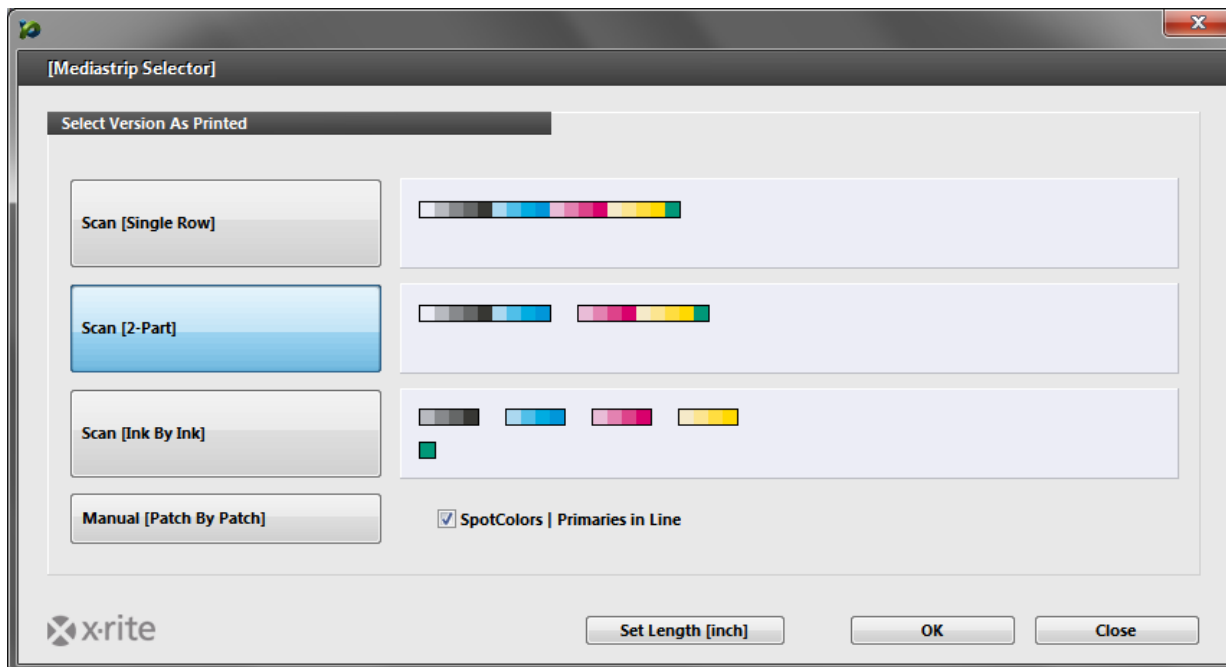 [Mediastrip Selector]
Select Version As Printed
Scan [Single Row]
Scan [2-Part]
Scan [Ink By Ink]
Manual [Patch By Patch]
SpotColors | Primaries in Line
x·rite
Set Length [inch]
OK
Close